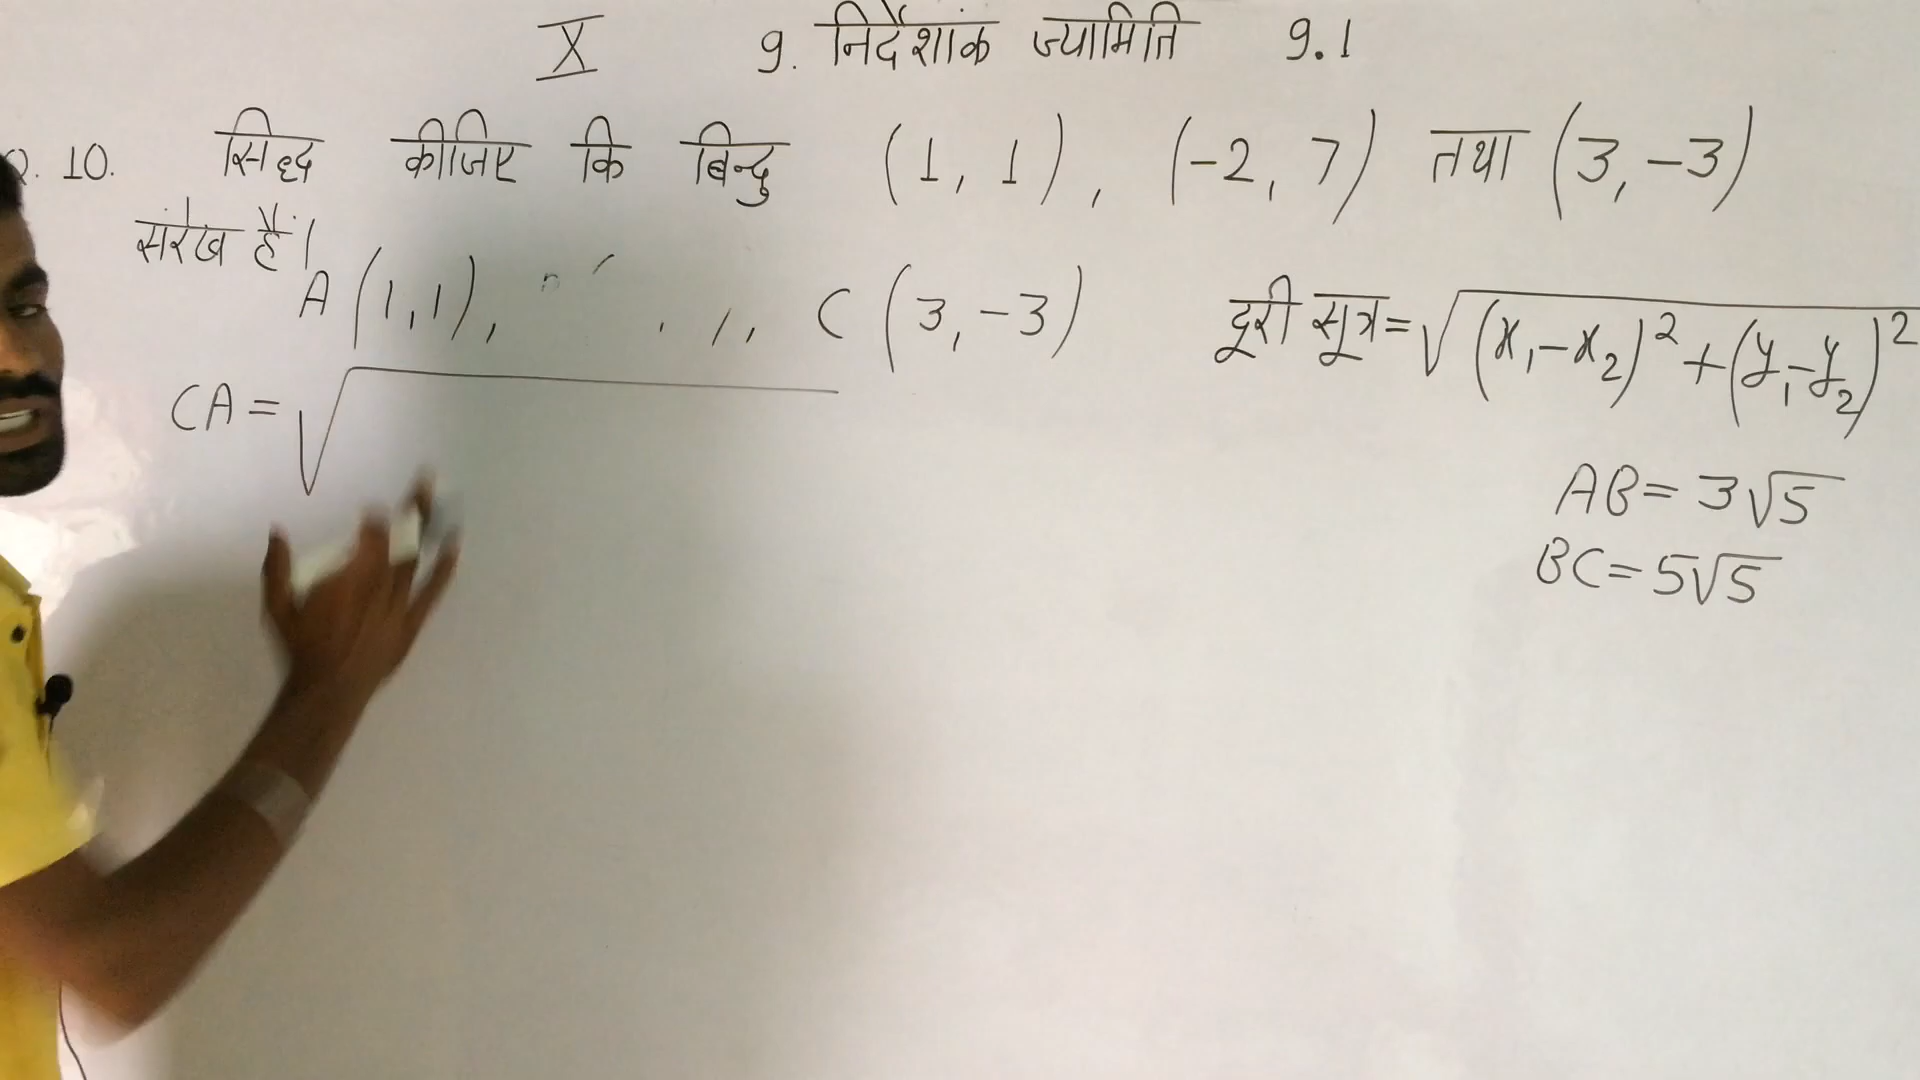 X 9. निर्देशांक ज्यामिति 9.1
Q. 10. सिद्ध कीजिए कि बिन्दु (1, 1), (-2, 7) तथा (3, -3)
संरेख हैं।
A (1,1), C (3, -3) दूरी सूत्र = √(x₁-x₂)² + (y₁-y₂)²
CA = √
AB = 3√5
BC = 5√5